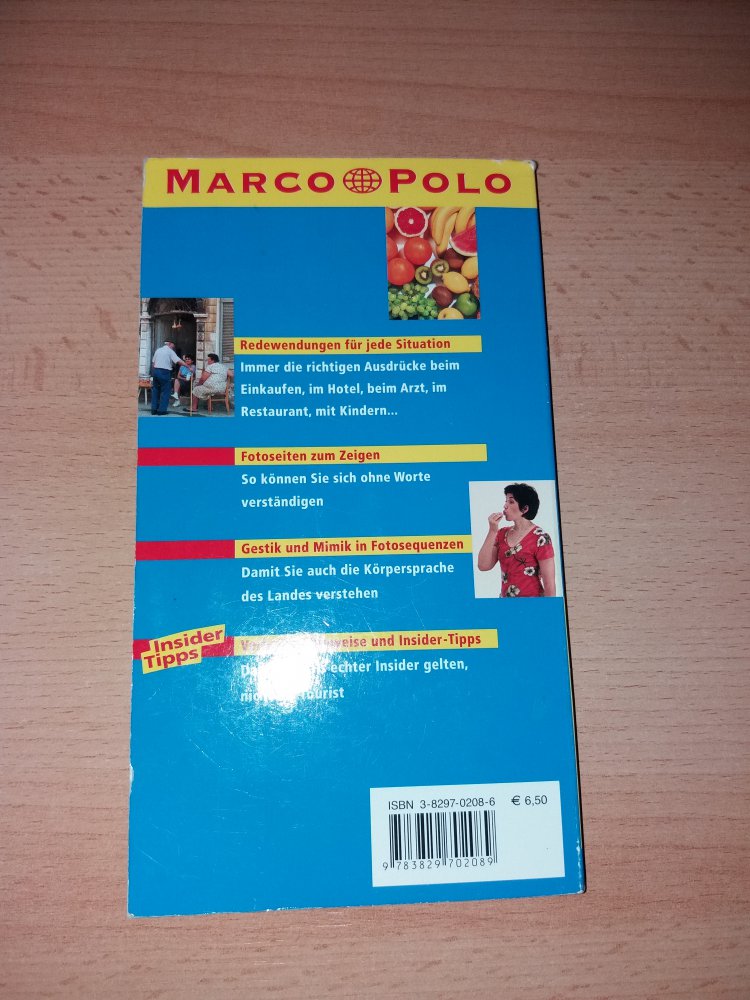 MARCO POLO
Redewendungen für jede Situation
Immer die richtigen Ausdrücke beim
Einkaufen, im Hotel, beim Arzt, im
Restaurant, mit Kindern...
Fotoseiten zum Zeigen
So können Sie sich ohne Worte
verständigen
Gestik und Mimik in Fotosequenzen
Damit Sie auch die Körpersprache
des Landes verstehen
Insider
Tipps
und Insider-Tipps
echter Insider gelten,
ISBN 3-8297-0208-6 € 6,50
9 783829 702089